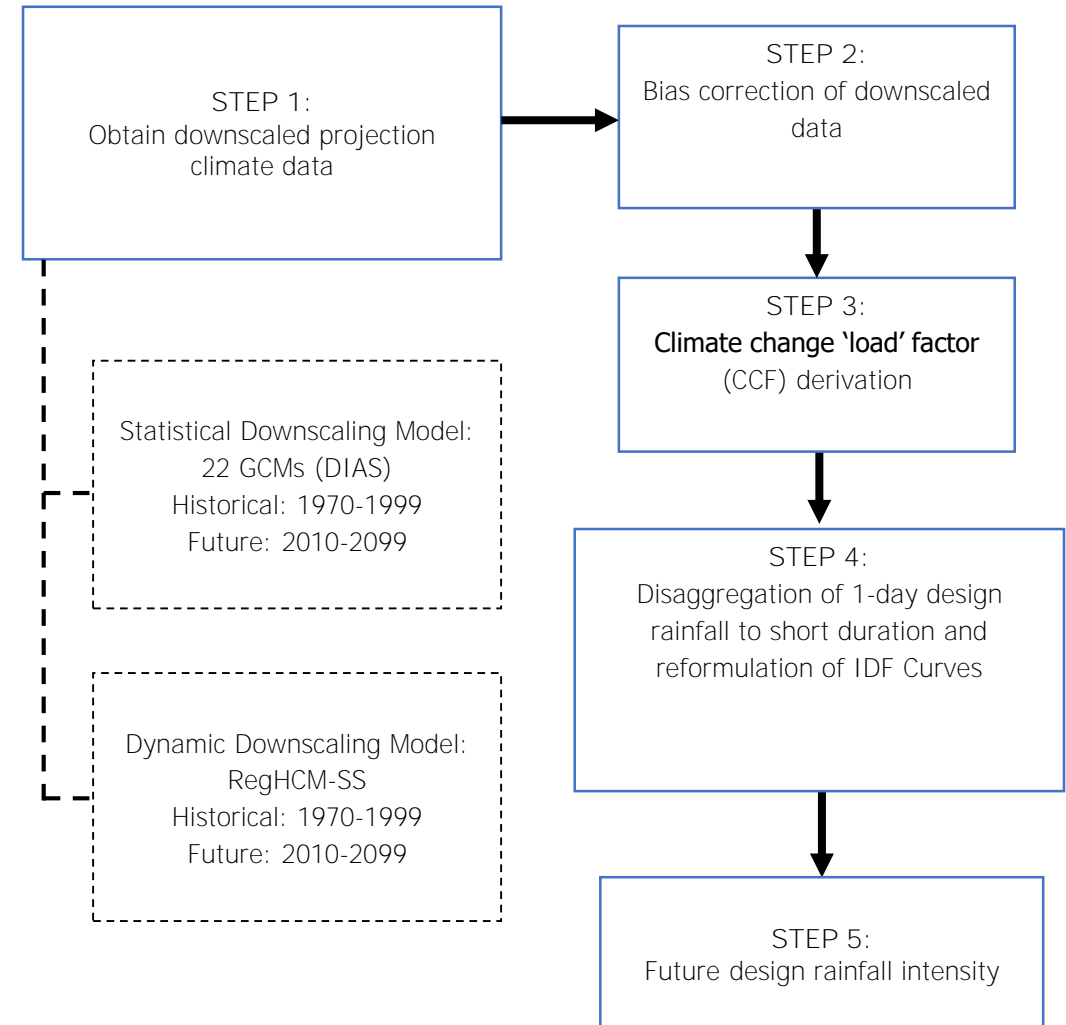 STEP 1:
Obtain downscaled projection
climate data
STEP 2:
Bias correction of downscaled
data
STEP 3:
Climate change ‘load’ factor
(CCF) derivation
STEP 4:
Disaggregation of 1-day design
rainfall to short duration and
reformulation of IDF Curves
STEP 5:
Future design rainfall intensity
Statistical Downscaling Model:
22 GCMs (DIAS)
Historical: 1970-1999
Future: 2010-2099
Dynamic Downscaling Model:
RegHCM-SS
Historical: 1970-1999
Future: 2010-2099